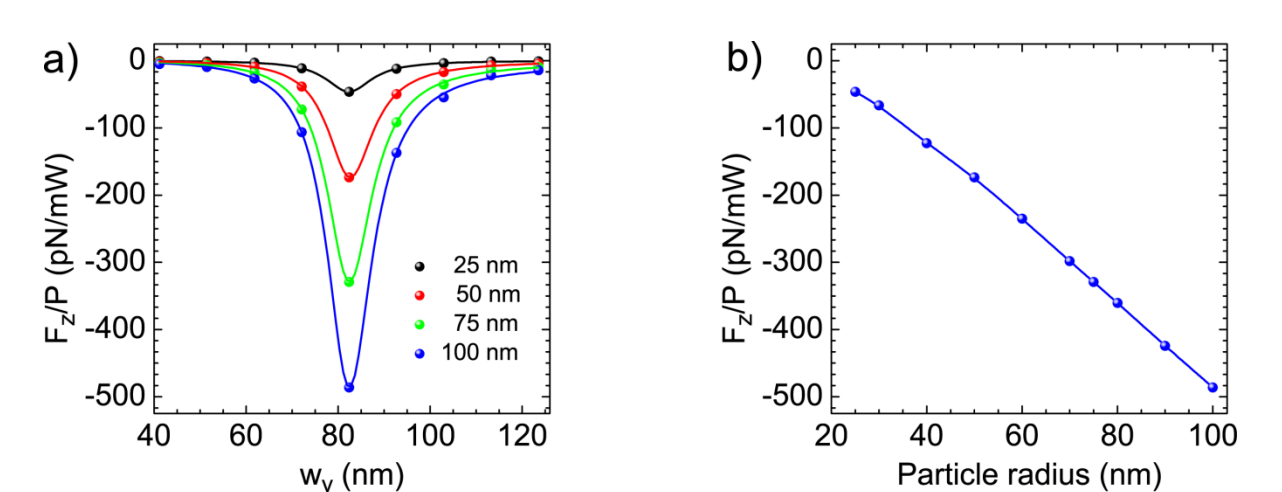 a)
F_z/P (pN/mW)
0
-100
-200
-300
-400
-500
40
60
80
100
120
w_v (nm)
25 nm
50 nm
75 nm
100 nm
b)
F_z/P (pN/mW)
0
-100
-200
-300
-400
-500
20
40
60
80
100
Particle radius (nm)